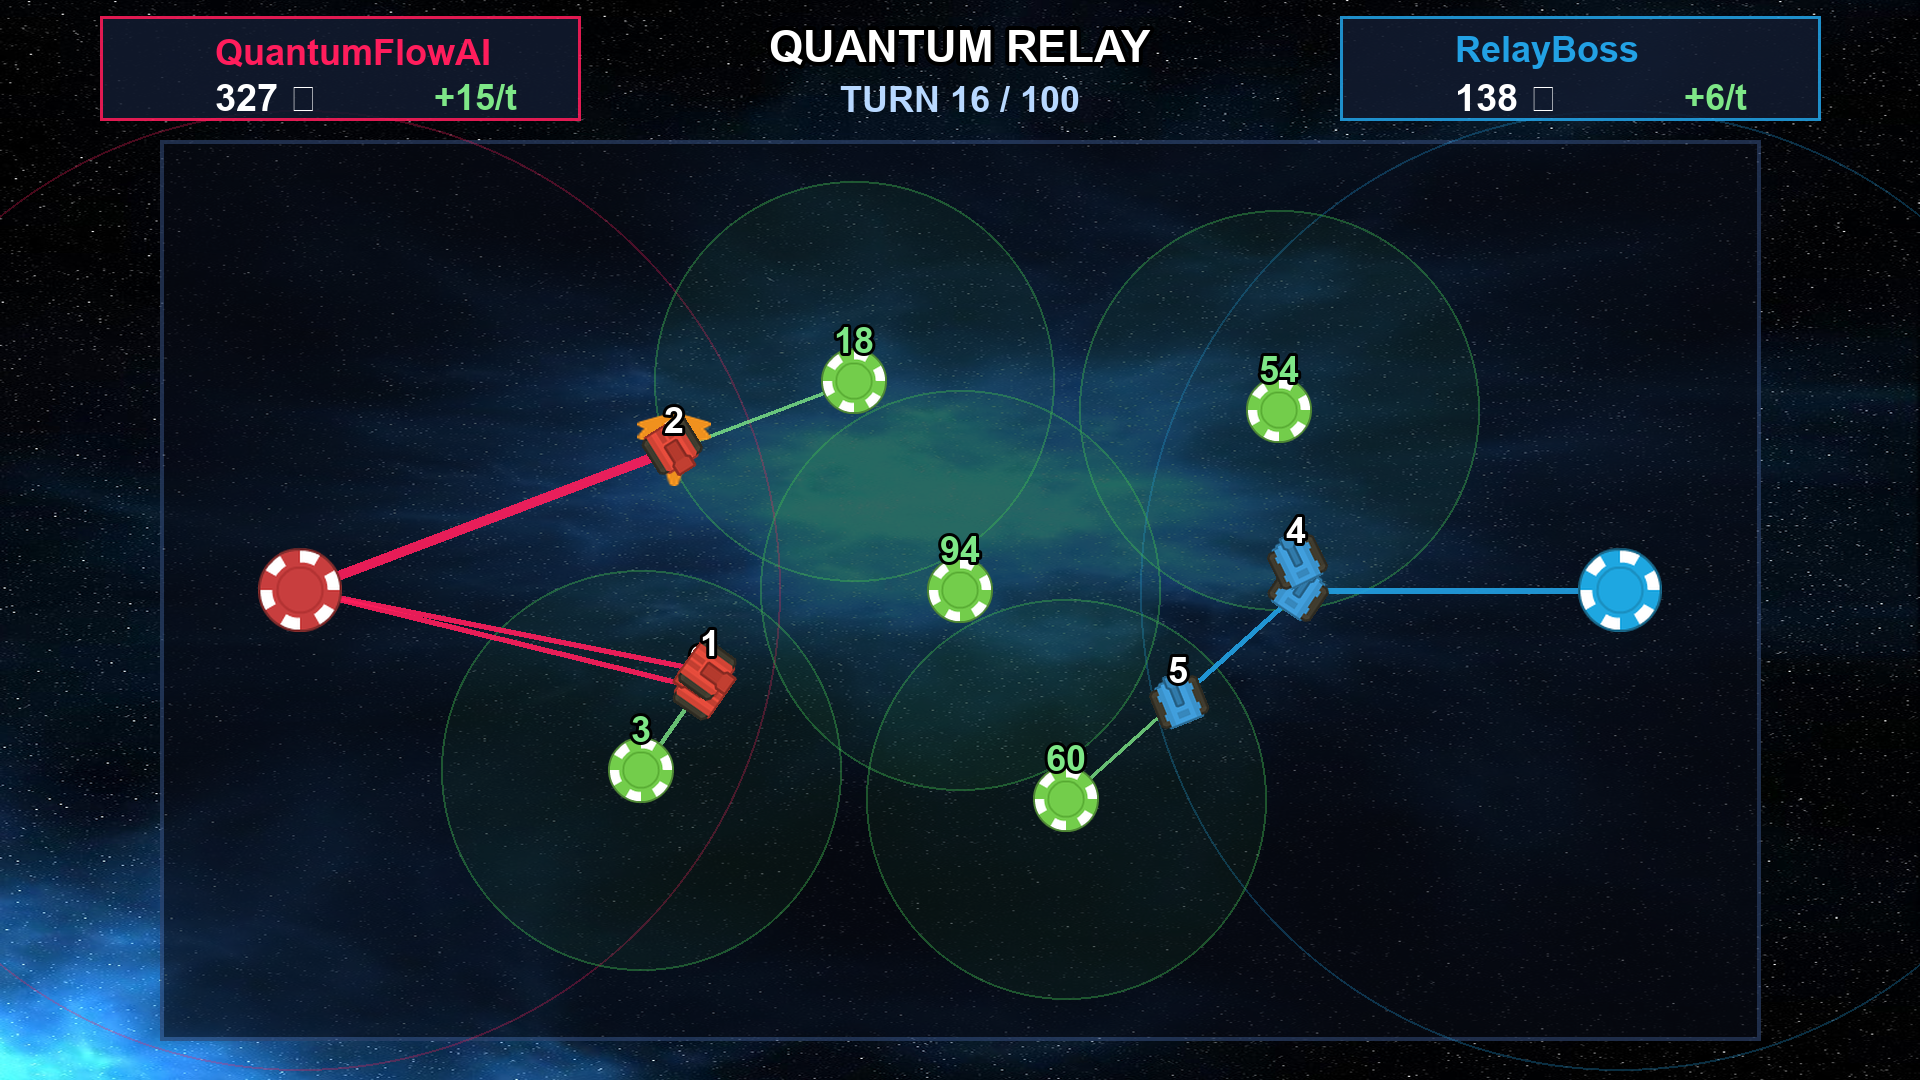 QuantumFlowAI
327 +15/t
QUANTUM RELAY
TURN 16 / 100
RelayBoss
138 +6/t
18
54
2
4
94
1
5
3
60